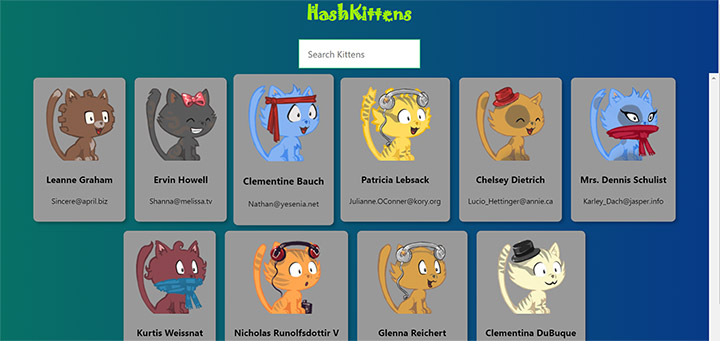 HashKittens
Search Kittens
Leanne Graham
Sincere@april.biz
Ervin Howell
Shanna@melissa.tv
Clementine Bauch
Nathan@yesenia.net
Patricia Lebsack
Julianne.OConner@kory.org
Chelsey Dietrich
Lucio_Hettinger@annie.ca
Mrs. Dennis Schulist
Karley_Dach@jasper.info
Kurtis Weissnat
Nicholas Runolfsdottir V
Glenna Reichert
Clementina DuBuque